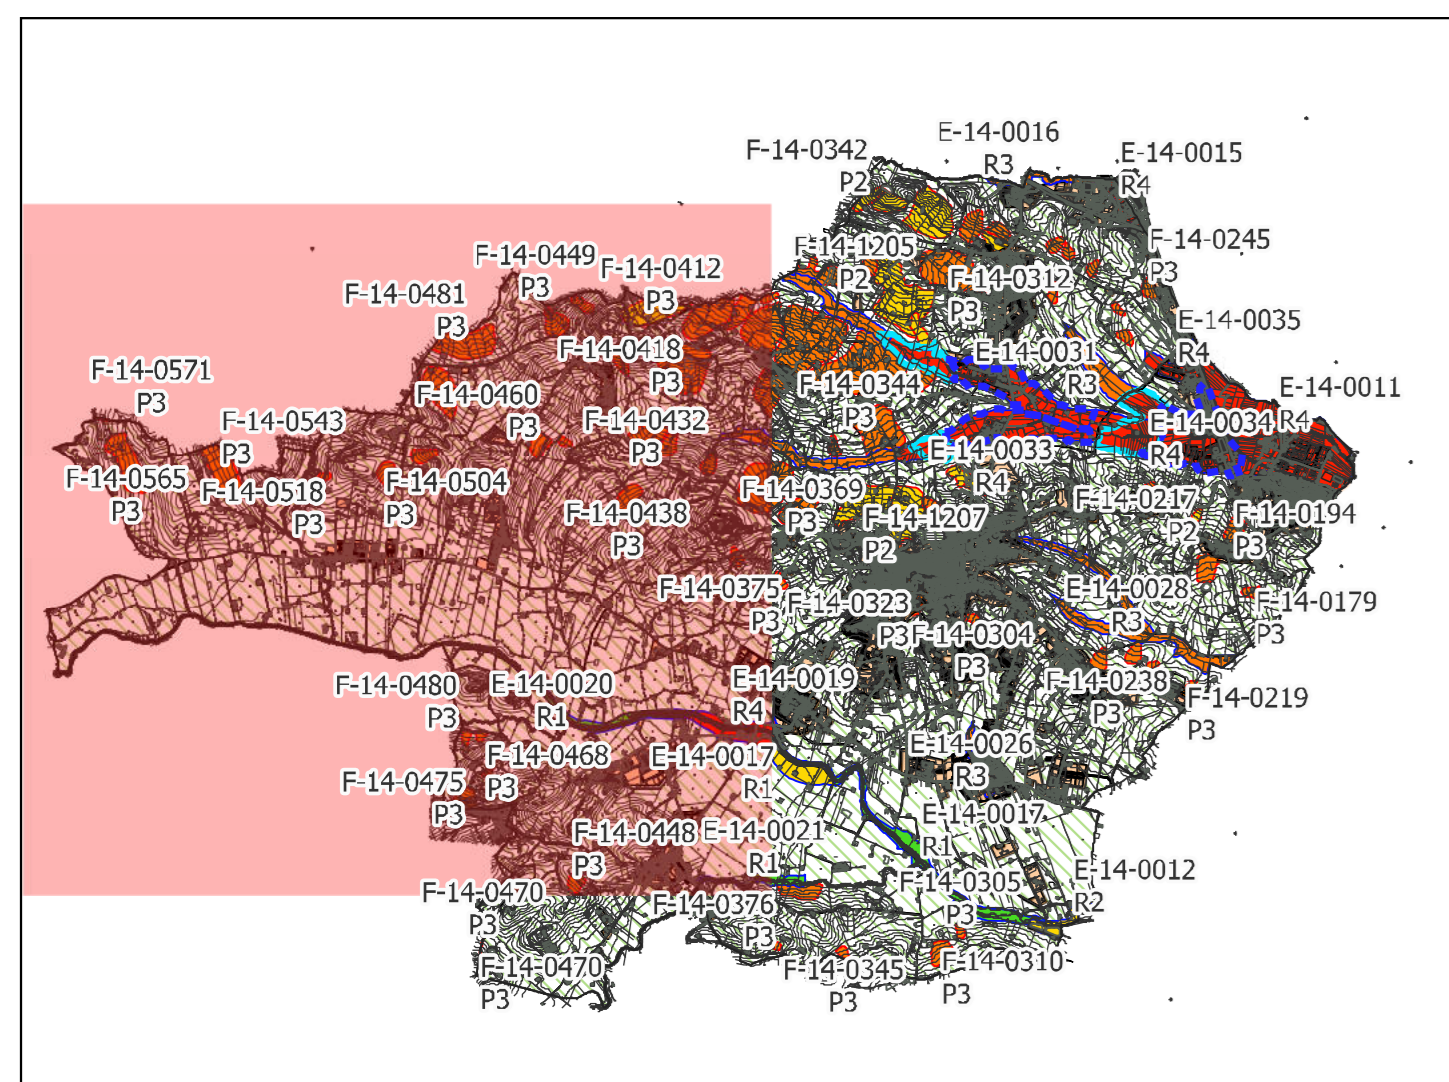 E-14-0016
R3
F-14-0342
P2
E-14-0015
R4
F-14-1205
P2
F-14-0245
P3
F-14-0312
P3
F-14-0449
P3
F-14-0412
P3
F-14-0481
P3
E-14-0035
R4
E-14-0031
R3
F-14-0418
P3
F-14-0571
P3
F-14-0344
P3
E-14-0011
R4
F-14-0460
P3
F-14-0543
P3
F-14-0432
P3
E-14-0034
R4
E-14-0033
R4
F-14-0565
P3
F-14-0518
P3
F-14-0504
P3
F-14-0369
P3
F-14-0217
P2
F-14-0438
P3
F-14-1207
P2
F-14-0194
P3
F-14-0375
P3
F-14-0323
P3
E-14-0028
R3
F-14-0179
P3
F-14-0304
P3
F-14-0480
P3
E-14-0020
R1
E-14-0019
R4
F-14-0238
P3
F-14-0219
P3
F-14-0468
P3
E-14-0017
R1
E-14-0026
R3
F-14-0475
P3
F-14-0448
P3
E-14-0021
R1
E-14-0017
R1
E-14-0012
R2
F-14-0305
P3
F-14-0470
P3
F-14-0376
P3
F-14-0470
P3
F-14-0345
P3
F-14-0310
P3